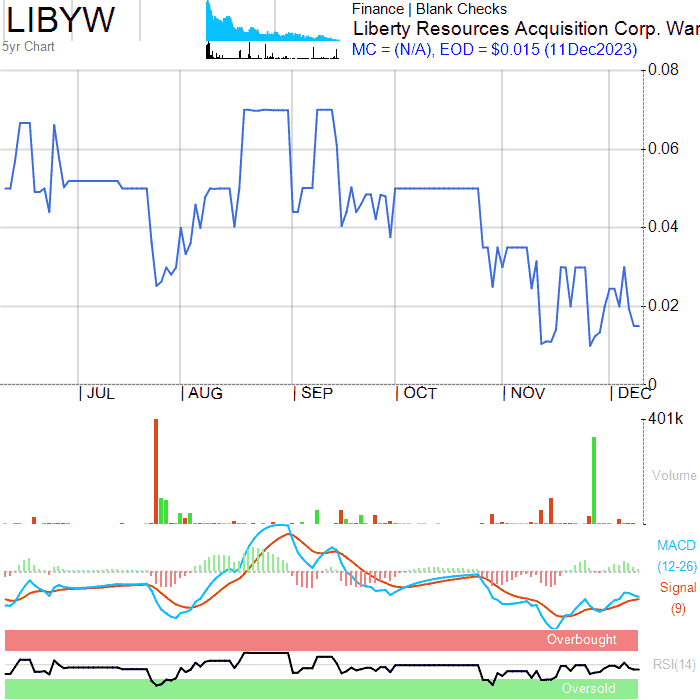 LIBYW
5yr Chart
Finance | Blank Checks
Liberty Resources Acquisition Corp. War
MC = (N/A), EOD = $0.015 (11Dec2023)
0.08
0.06
0.04
0.02
0
| JUL | AUG | SEP | OCT | NOV | DEC
401k
Volume
MACD
(12-26)
Signal
(9)
Overbought
RSI(14)
Oversold